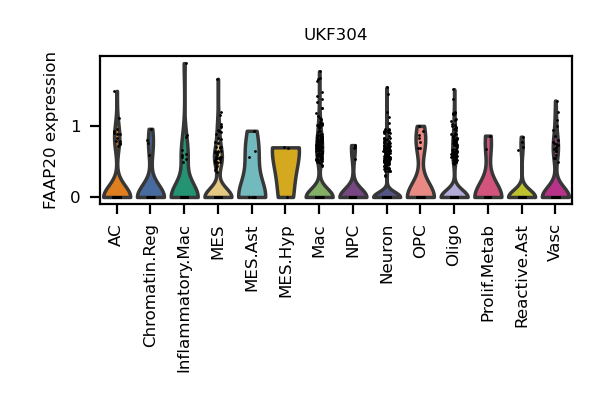 UKF304
FAAP20 expression
1
0
AC
Chromatin.Reg
Inflammatory.Mac
MES
MES.Ast
MES.Hyp
Mac
NPC
Neuron
OPC
Oligo
Prolif.Metab
Reactive.Ast
Vasc